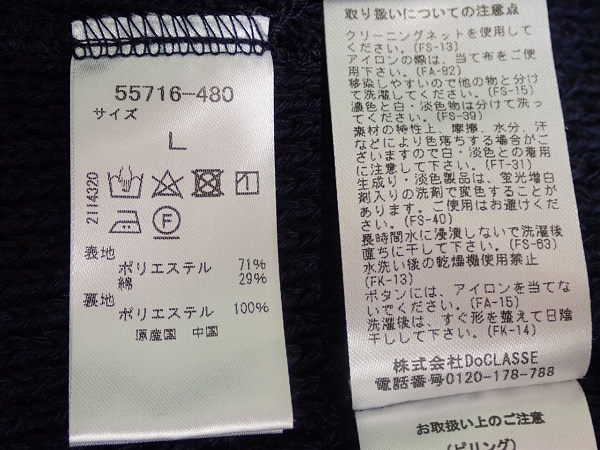 55716-480
サイズ
L
2114320
F
表地
ポリエステル 71%
綿 29%
裏地
ポリエステル 100%
原産国 中国
取り扱いについての注意点
クリーニングネットを使用して
ください。(FS-13)
アイロンの際は、当て布をご使
用下さい。(FA-92)
移染しやすいので他の物と分け
て洗濯してください。(FS-15)
濃色と白・淡色物は分けて洗っ
てください。(FS-39)
素材の特性上、摩擦、水分、汗
などにより色落ちする場合がご
ざいますので白・淡色との着用
に注意して下さい。(FT-31)
生成り・淡色製品は、蛍光増白
剤入りの洗剤で変色することが
あります。ご使用はお避けくだ
さい。(FS-40)
長時間水に浸漬しないで洗濯後
直ちに干して下さい。(FS-63)
水洗い後の乾燥機使用禁止
(FK-13)
ボタンには、アイロンを当てな
いでください。(FA-15)
洗濯後は、すぐ形を整えて日陰
干しして下さい。(FK-14)
株式会社DoCLASSE
電話番号0120-178-788
お取扱い上のご注意
(ピリング)